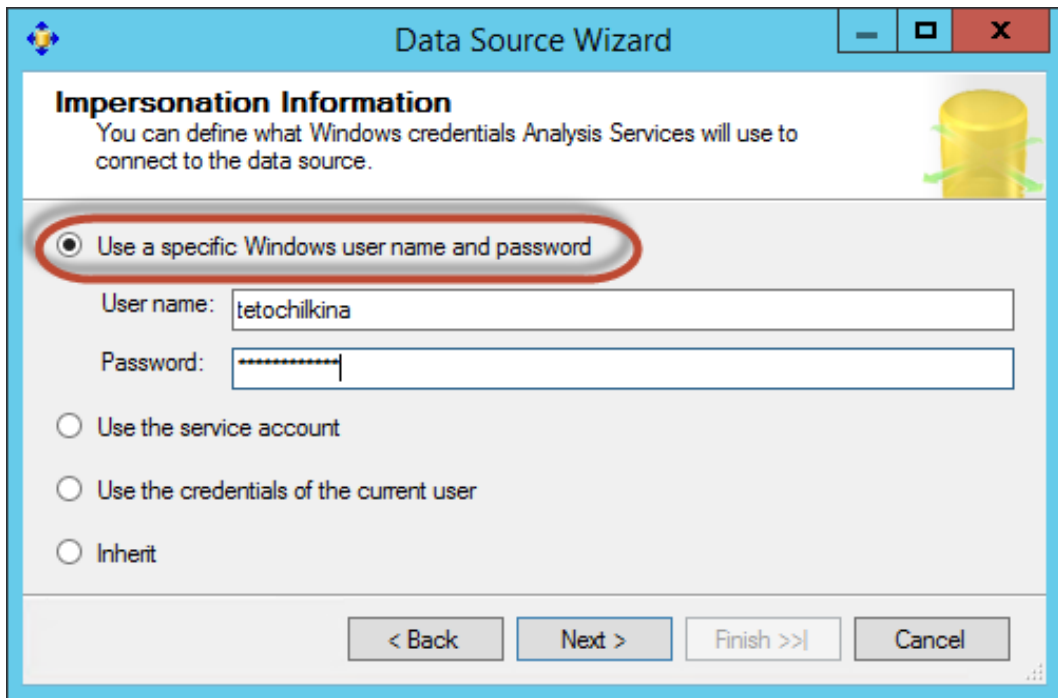 Data Source Wizard
Impersonation Information
You can define what Windows credentials Analysis Services will use to
connect to the data source.
Use a specific Windows user name and password
User name: tetochilkina
Password: *************
Use the service account
Use the credentials of the current user
Inherit
< Back Next > Finish >>| Cancel